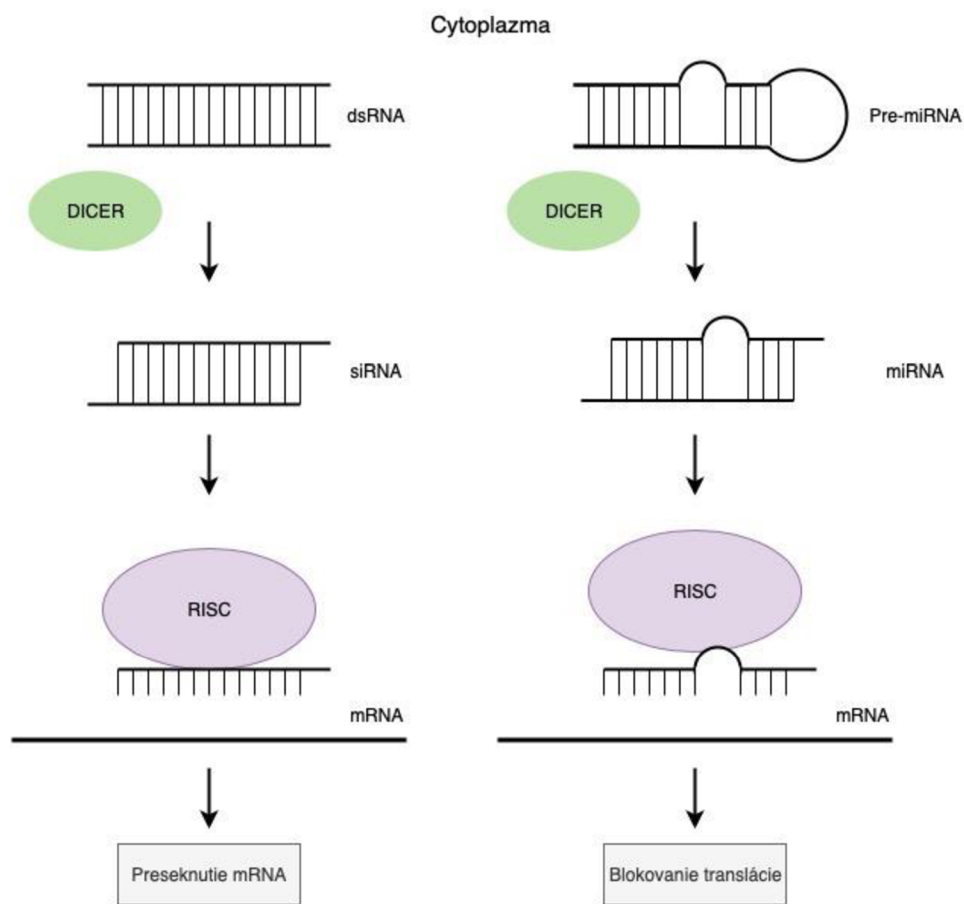 Cytoplazma
dsRNA
Pre-miRNA
DICER
DICER
siRNA
miRNA
RISC
RISC
mRNA
mRNA
Preseknutie mRNA
Blokovanie translácie